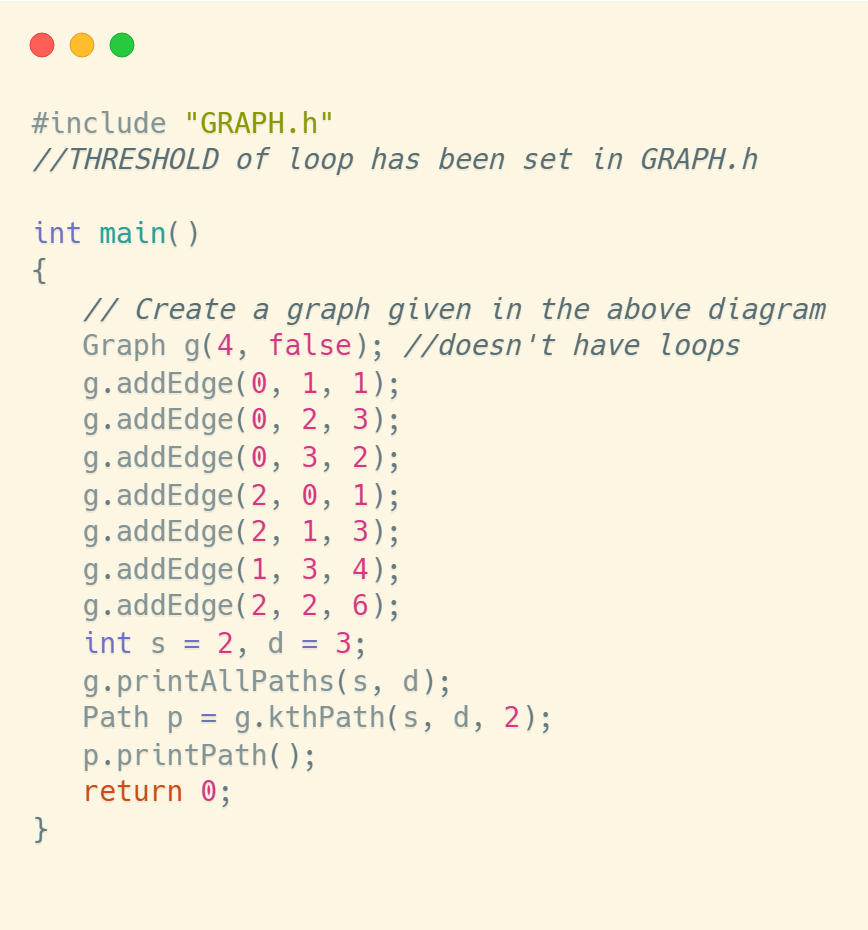 #include "GRAPH.h"
//THRESHOLD of loop has been set in GRAPH.h
int main()
{
// Create a graph given in the above diagram
Graph g(4, false); //doesn't have loops
g.addEdge(0, 1, 1);
g.addEdge(0, 2, 3);
g.addEdge(0, 3, 2);
g.addEdge(2, 0, 1);
g.addEdge(2, 1, 3);
g.addEdge(1, 3, 4);
g.addEdge(2, 2, 6);
int s = 2, d = 3;
g.printAllPaths(s, d);
Path p = g.kthPath(s, d, 2);
p.printPath();
return 0;
}